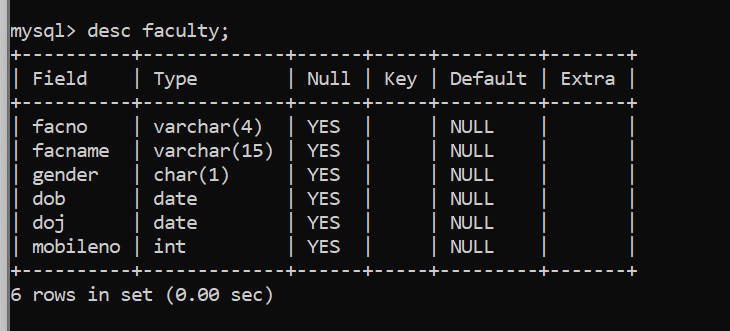 mysql> desc faculty;
+----------+-------------+------+-----+---------+-------+
| Field    | Type        | Null | Key | Default | Extra |
+----------+-------------+------+-----+---------+-------+
| facno    | varchar(4)  | YES  |     | NULL    |       |
| facname  | varchar(15) | YES  |     | NULL    |       |
| gender   | char(1)     | YES  |     | NULL    |       |
| dob      | date        | YES  |     | NULL    |       |
| doj      | date        | YES  |     | NULL    |       |
| mobileno | int         | YES  |     | NULL    |       |
+----------+-------------+------+-----+---------+-------+
6 rows in set (0.00 sec)